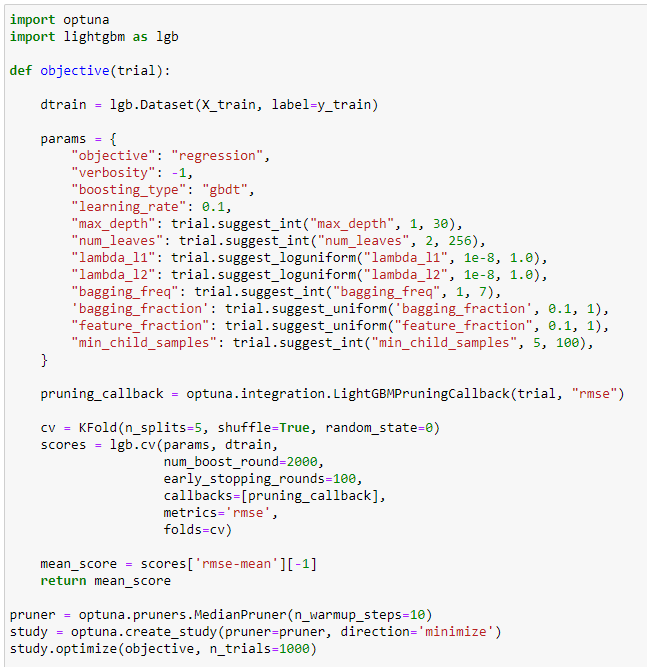 import optuna
import lightgbm as lgb
def objective(trial):
dtrain = lgb.Dataset(X_train, label=y_train)
params = {
"objective": "regression",
"verbosity": -1,
"boosting_type": "gbdt",
"learning_rate": 0.1,
"max_depth": trial.suggest_int("max_depth", 1, 30),
"num_leaves": trial.suggest_int("num_leaves", 2, 256),
"lambda_l1": trial.suggest_loguniform("lambda_l1", 1e-8, 1.0),
"lambda_l2": trial.suggest_loguniform("lambda_l2", 1e-8, 1.0),
"bagging_freq": trial.suggest_int("bagging_freq", 1, 7),
'bagging_fraction': trial.suggest_uniform('bagging_fraction', 0.1, 1),
"feature_fraction": trial.suggest_uniform("feature_fraction", 0.1, 1),
"min_child_samples": trial.suggest_int("min_child_samples", 5, 100),
}
pruning_callback = optuna.integration.LightGBMPruningCallback(trial, "rmse")
cv = KFold(n_splits=5, shuffle=True, random_state=0)
scores = lgb.cv(params, dtrain,
num_boost_round=2000,
early_stopping_rounds=100,
callbacks=[pruning_callback],
metrics='rmse',
folds=cv)
mean_score = scores['rmse-mean'][-1]
return mean_score
pruner = optuna.pruners.MedianPruner(n_warmup_steps=10)
study = optuna.create_study(pruner=pruner, direction='minimize')
study.optimize(objective, n_trials=1000)